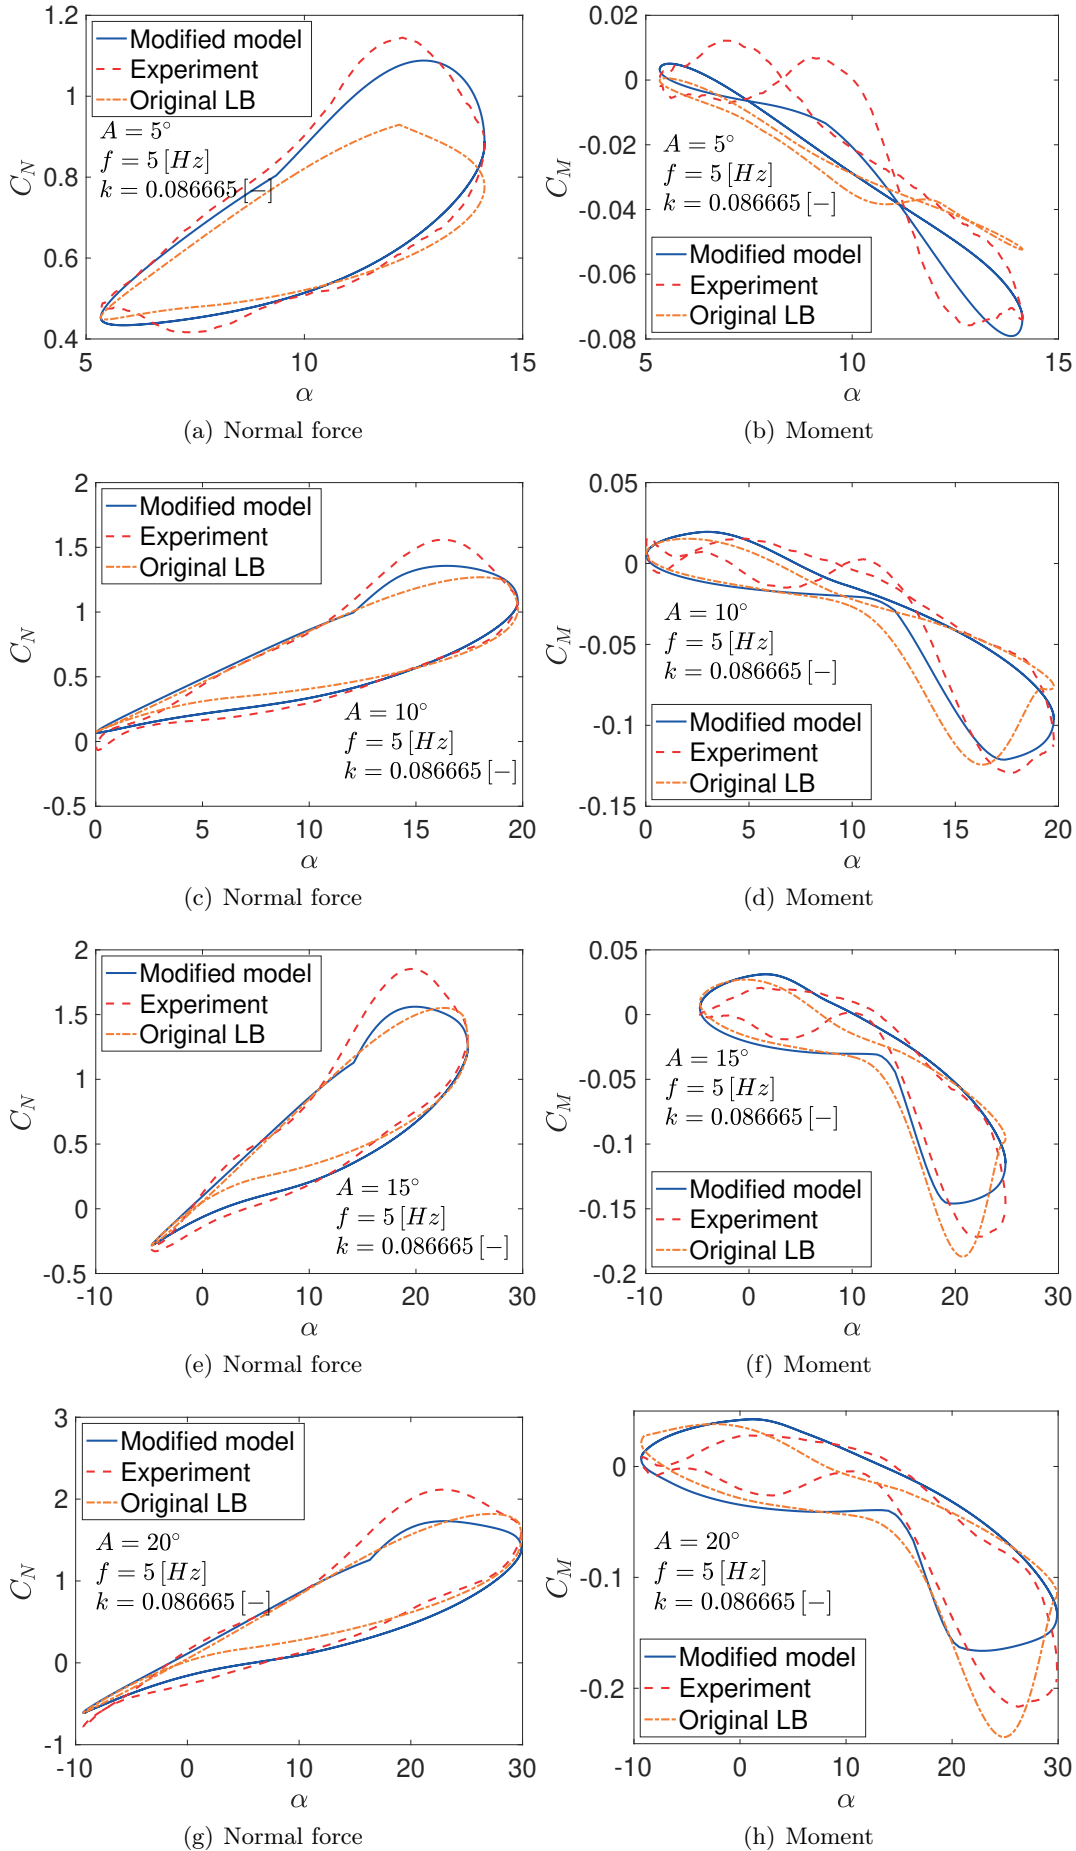 1.2
1
0.8
0.6
0.4
Modified model
Experiment
Original LB
A = 5°
f = 5 [Hz]
k = 0.086665 [−]
C_N
5
10
15
α
(a) Normal force
0.02
0
-0.02
-0.04
-0.06
-0.08
A = 5°
f = 5 [Hz]
k = 0.086665 [−]
Modified model
Experiment
Original LB
C_M
5
10
15
α
(b) Moment
2
1.5
1
0.5
0
-0.5
Modified model
Experiment
Original LB
A = 10°
f = 5 [Hz]
k = 0.086665 [−]
C_N
0
5
10
15
20
α
(c) Normal force
0.05
0
-0.05
-0.1
-0.15
A = 10°
f = 5 [Hz]
k = 0.086665 [−]
Modified model
Experiment
Original LB
C_M
0
5
10
15
20
α
(d) Moment
2
1.5
1
0.5
0
-0.5
Modified model
Experiment
Original LB
A = 15°
f = 5 [Hz]
k = 0.086665 [−]
C_N
-10
0
10
20
30
α
(e) Normal force
0.05
0
-0.05
-0.1
-0.15
-0.2
A = 15°
f = 5 [Hz]
k = 0.086665 [−]
Modified model
Experiment
Original LB
C_M
-10
0
10
20
30
α
(f) Moment
3
2
1
0
-1
Modified model
Experiment
Original LB
A = 20°
f = 5 [Hz]
k = 0.086665 [−]
C_N
-10
0
10
20
30
α
(g) Normal force
0
-0.1
-0.2
A = 20°
f = 5 [Hz]
k = 0.086665 [−]
Modified model
Experiment
Original LB
C_M
-10
0
10
20
30
α
(h) Moment